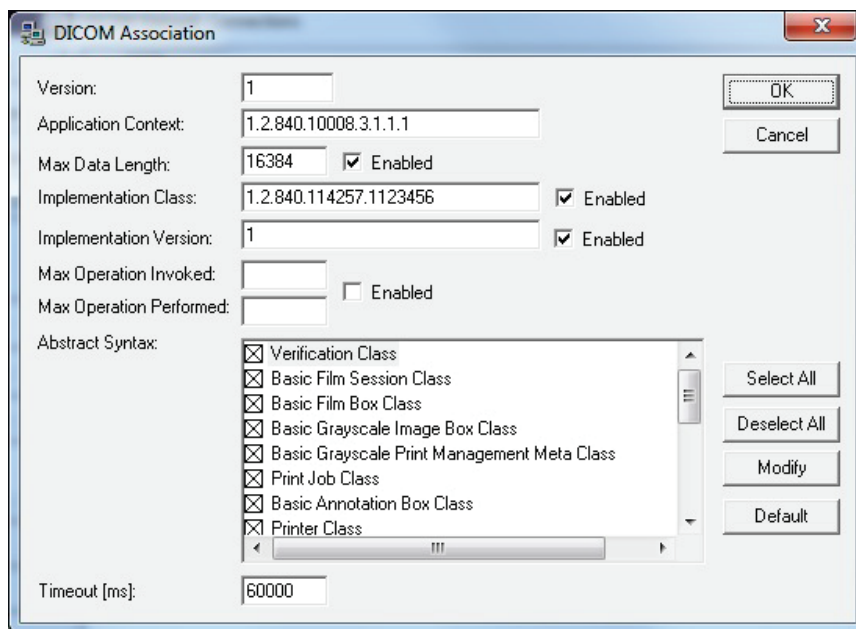 DICOM Association
Version: 1
OK
Application Context: 1.2.840.10008.3.1.1.1
Cancel
Max Data Length: 16384 Enabled
Implementation Class: 1.2.840.114257.1123456 Enabled
Implementation Version: 1 Enabled
Max Operation Invoked:
Enabled
Max Operation Performed:
Abstract Syntax:
Verification Class
Basic Film Session Class
Basic Film Box Class
Basic Grayscale Image Box Class
Basic Grayscale Print Management Meta Class
Print Job Class
Basic Annotation Box Class
Printer Class
Select All
Deselect All
Modify
Default
Timeout [ms]: 60000